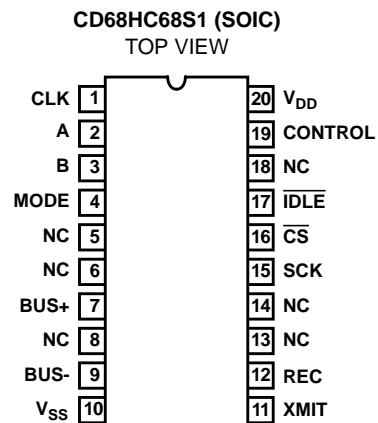 CD68HC68S1 (SOIC)
TOP VIEW
CLK 1 20 VDD
A 2 19 CONTROL
B 3 18 NC
MODE 4 17 IDLE
NC 5 16 CS
NC 6 15 SCK
BUS+ 7 14 NC
NC 8 13 NC
BUS- 9 12 REC
VSS 10 11 XMIT